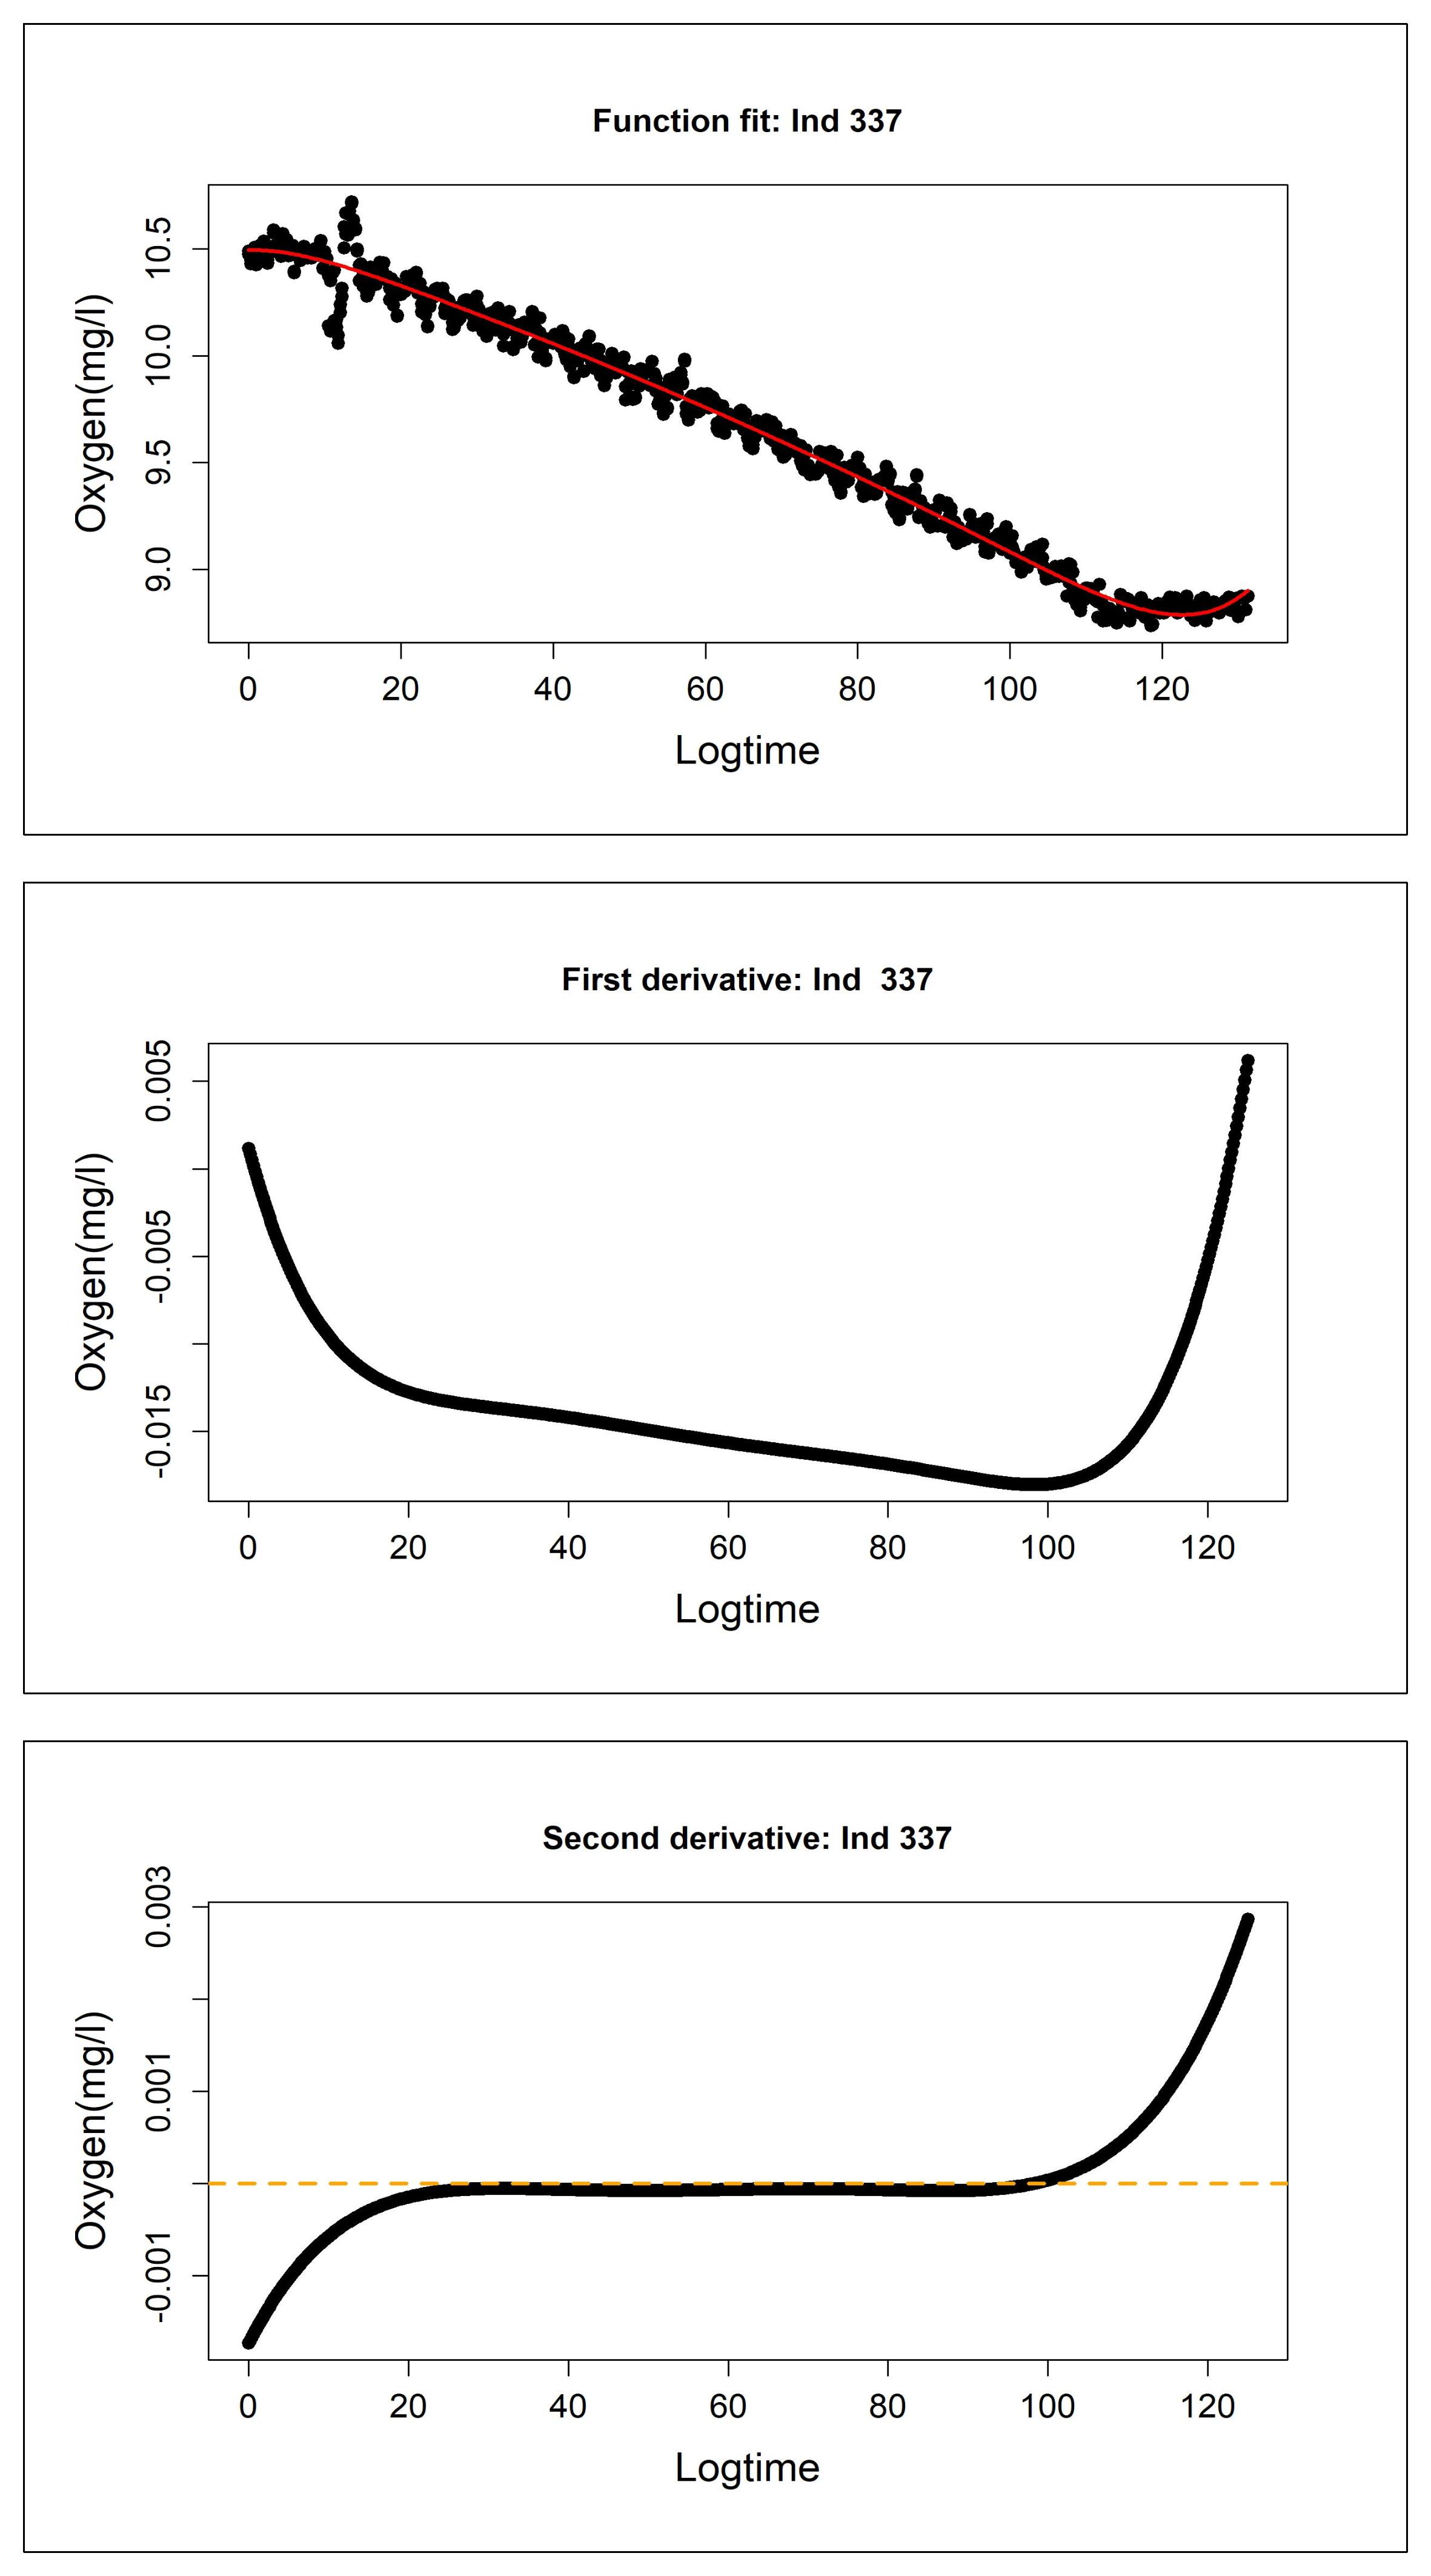 Function fit: Ind 337
10.5
10.0
9.5
9.0
Oxygen(mg/l)
0 20 40 60 80 100 120
Logtime
First derivative: Ind  337
0.005
-0.005
-0.015
Oxygen(mg/l)
0 20 40 60 80 100 120
Logtime
Second derivative: Ind 337
0.003
0.001
-0.001
Oxygen(mg/l)
0 20 40 60 80 100 120
Logtime